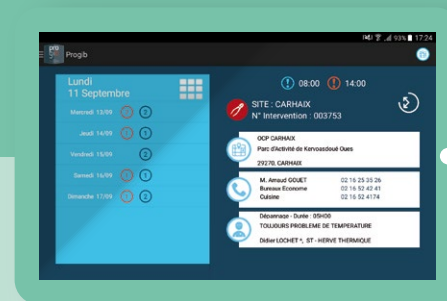 93% 17:24
pro
Progib
Lundi
11 Septembre
08:00 14:00
SITE : CARHAIX
N° Intervention : 003753
Mercredi 13/09 2
Jeudi 14/09 1
Vendredi 15/09 2
Samedi 16/09 1
Dimanche 17/09 2
OCP CARHAIX
Parc d'Activité de Kervoasdoué Oues
29270 CARHAIX
M. Arnaud GOUET 02 16 25 35 26
Bureaux Econome 02 16 52 42 41
Cuisine 02 16 52 4174
Dépannage - Durée : 05H00
TOUJOURS PROBLEME DE TEMPERATURE
Didier LOCHET *, ST - HERVE THERMIQUE